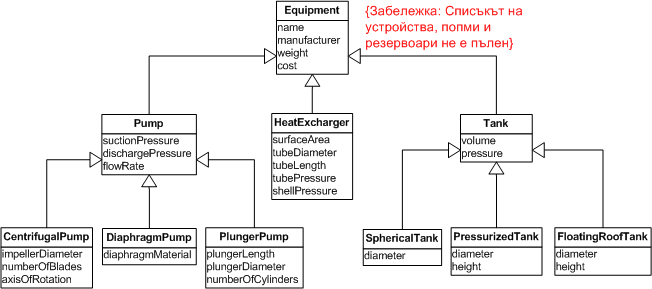 Equipment
name
manufacturer
weight
cost
{Забележка: Списъкът на
устройства, попми и
резервоари не е пълен}
Pump
suctionPressure
dischargePressure
flowRate
HeatExcharger
surfaceArea
tubeDiameter
tubeLength
tubePressure
shellPressure
Tank
volume
pressure
CentrifugalPump
impellerDiameter
numberOfBlades
axisOfRotation
DiaphragmPump
diaphragmMaterial
PlungerPump
plungerLength
plungerDiameter
numberOfCylinders
SphericalTank
diameter
PressurizedTank
diameter
height
FloatingRoofTank
diameter
height